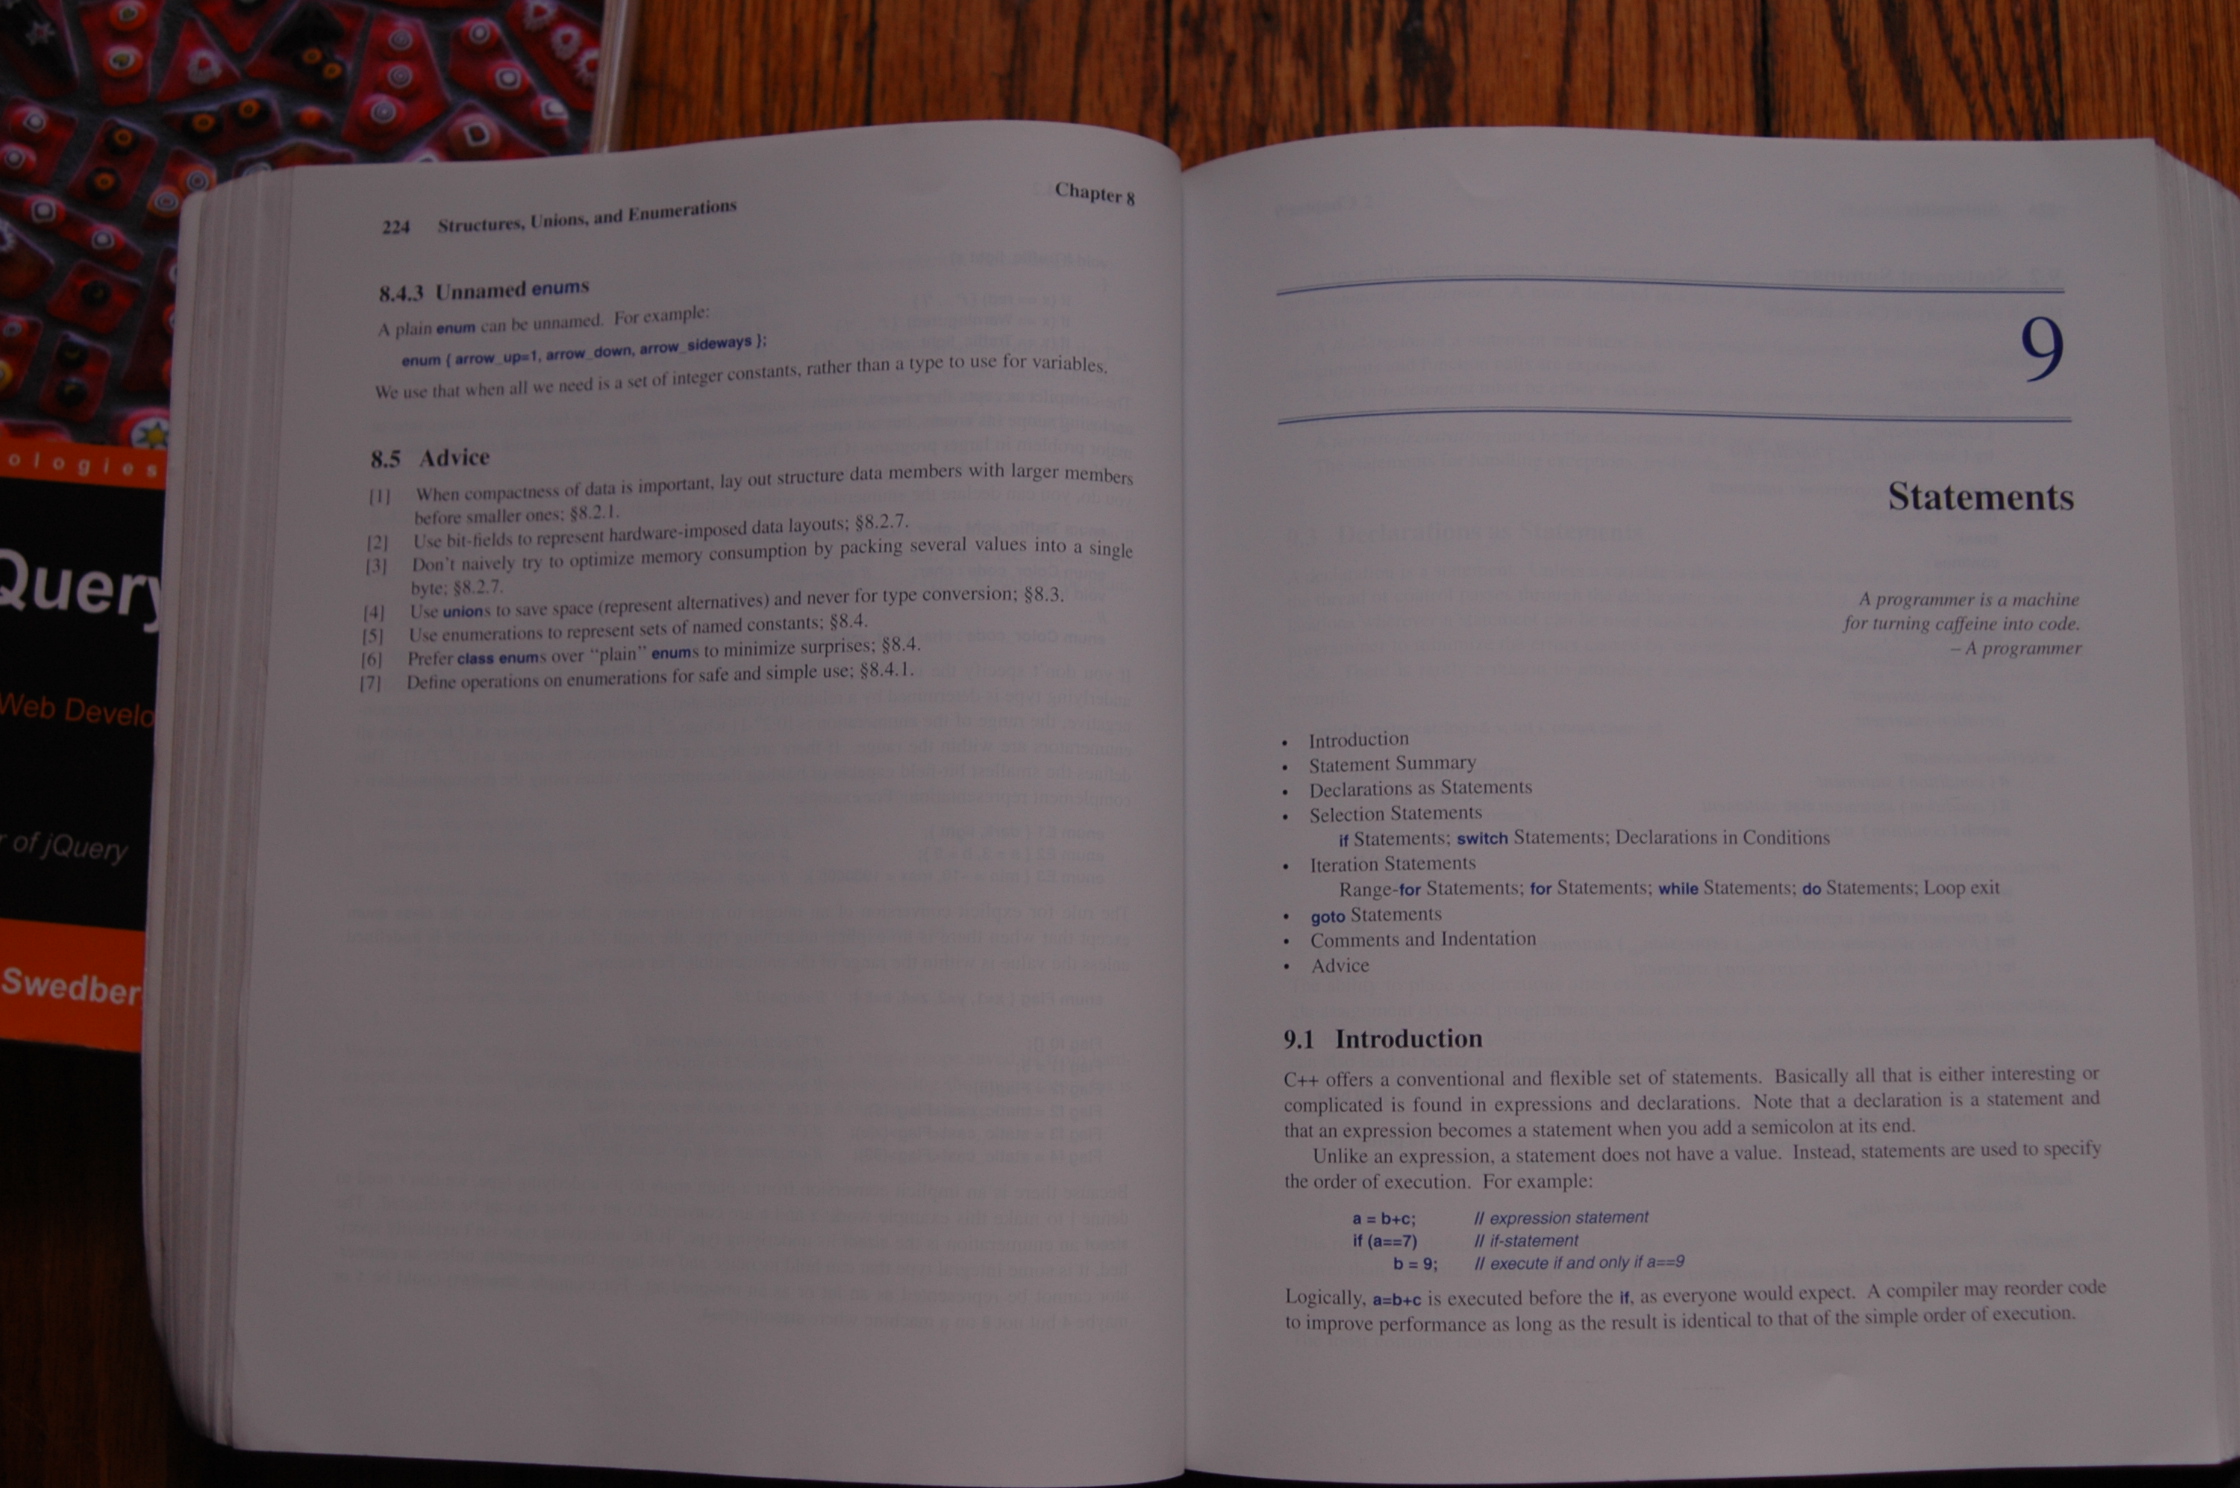 224 Structures, Unions, and Enumerations Chapter 8
8.4.3 Unnamed enums
A plain enum can be unnamed. For example:
enum { arrow_up=1, arrow_down, arrow_sideways };
We use that when all we need is a set of integer constants, rather than a type to use for variables.
8.5 Advice
[1] When compactness of data is important, lay out structure data members with larger members
before smaller ones; §8.2.1.
[2] Use bit-fields to represent hardware-imposed data layouts; §8.2.7.
[3] Don't naively try to optimize memory consumption by packing several values into a single
byte; §8.2.7.
[4] Use unions to save space (represent alternatives) and never for type conversion; §8.3.
[5] Use enumerations to represent sets of named constants; §8.4.
[6] Prefer class enums over “plain” enums to minimize surprises; §8.4.
[7] Define operations on enumerations for safe and simple use; §8.4.1.
9
Statements
A programmer is a machine
for turning caffeine into code.
– A programmer
• Introduction
• Statement Summary
• Declarations as Statements
• Selection Statements
if Statements; switch Statements; Declarations in Conditions
• Iteration Statements
Range-for Statements; for Statements; while Statements; do Statements; Loop exit
• goto Statements
• Comments and Indentation
• Advice
9.1 Introduction
C++ offers a conventional and flexible set of statements. Basically all that is either interesting or
complicated is found in expressions and declarations. Note that a declaration is a statement and
that an expression becomes a statement when you add a semicolon at its end.
Unlike an expression, a statement does not have a value. Instead, statements are used to specify
the order of execution. For example:
a = b+c; // expression statement
if (a==7) // if-statement
b = 9; // execute if and only if a==9
Logically, a=b+c is executed before the if, as everyone would expect. A compiler may reorder code
to improve performance as long as the result is identical to that of the simple order of execution.
ologies
Query
Web Develo
r of jQuery
Swedber